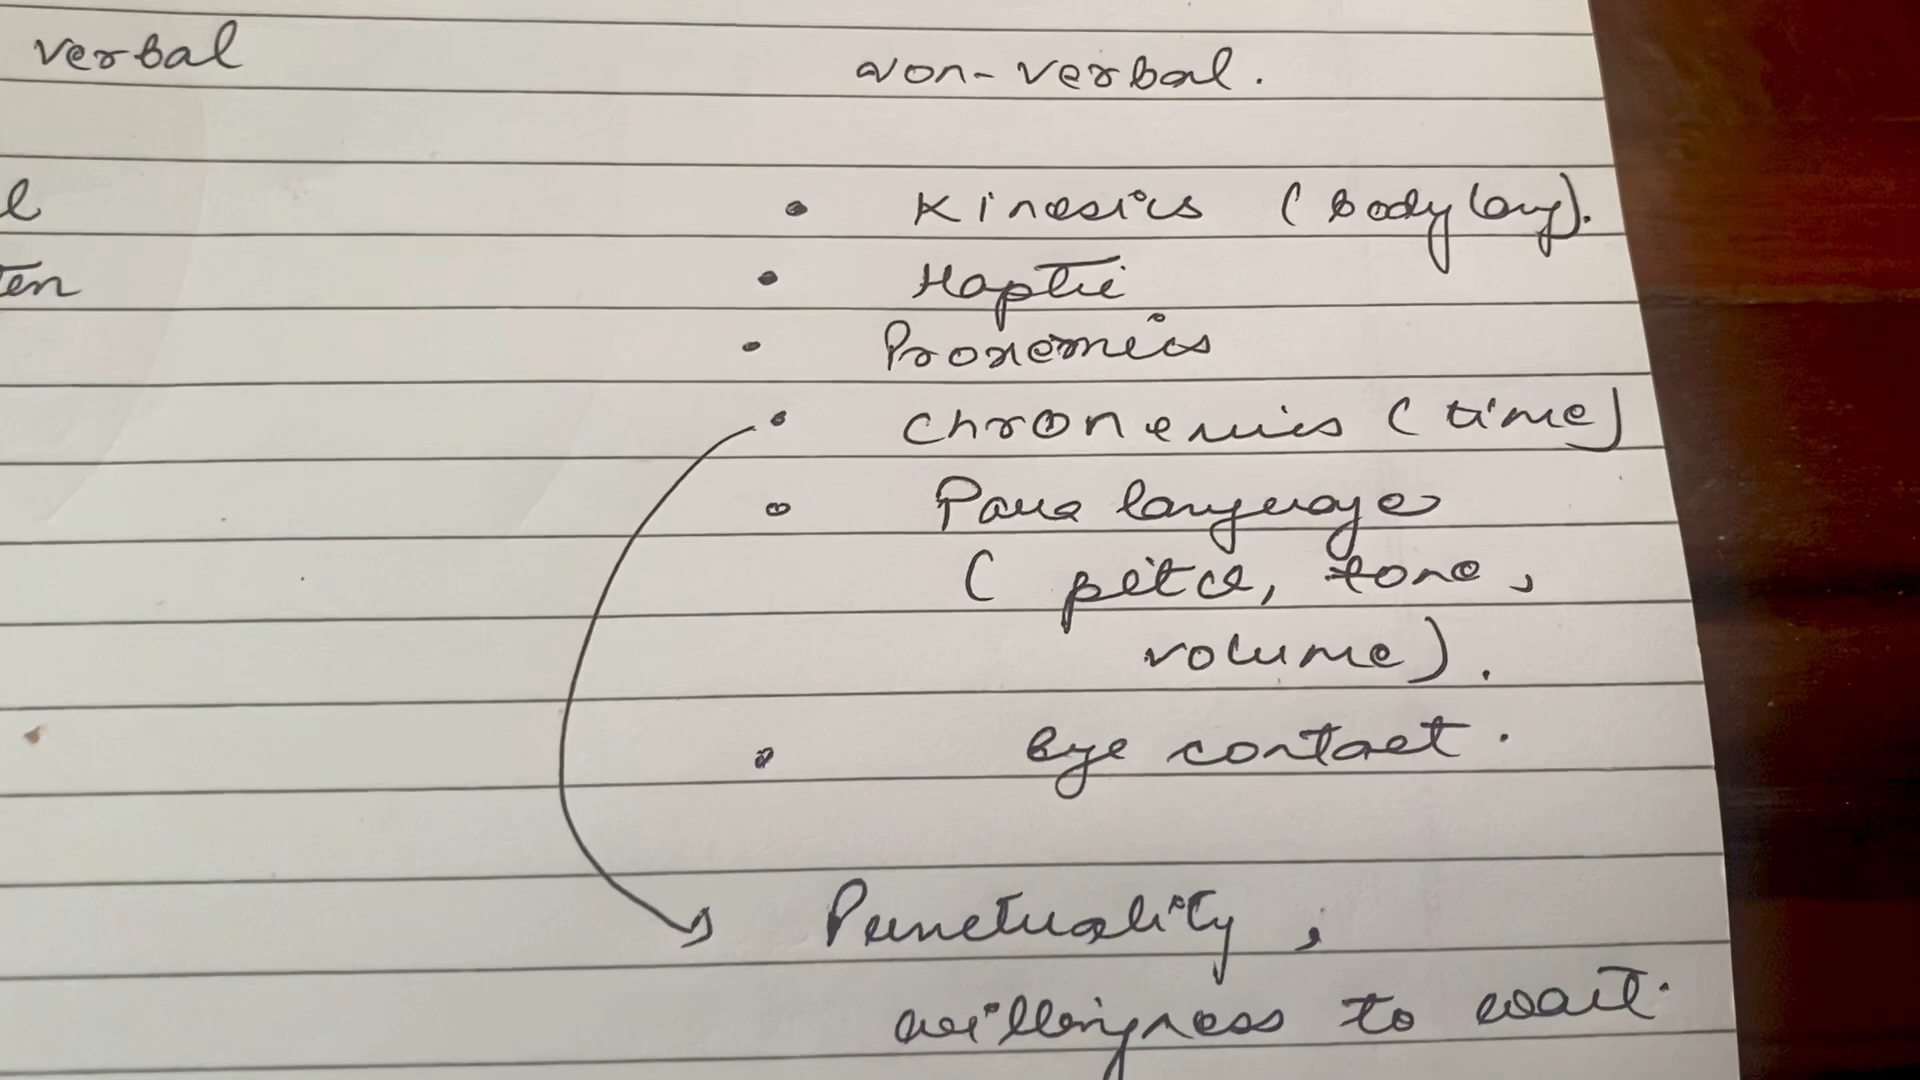 verbal non-verbal.
l
• Kinesics (body lang).
ten
• Haptic
• Proxemics
• Chronemics (time)
• Para language
( pitch, tone,
volume).
• Eye contact.
Punctuality,
willingness to wait.